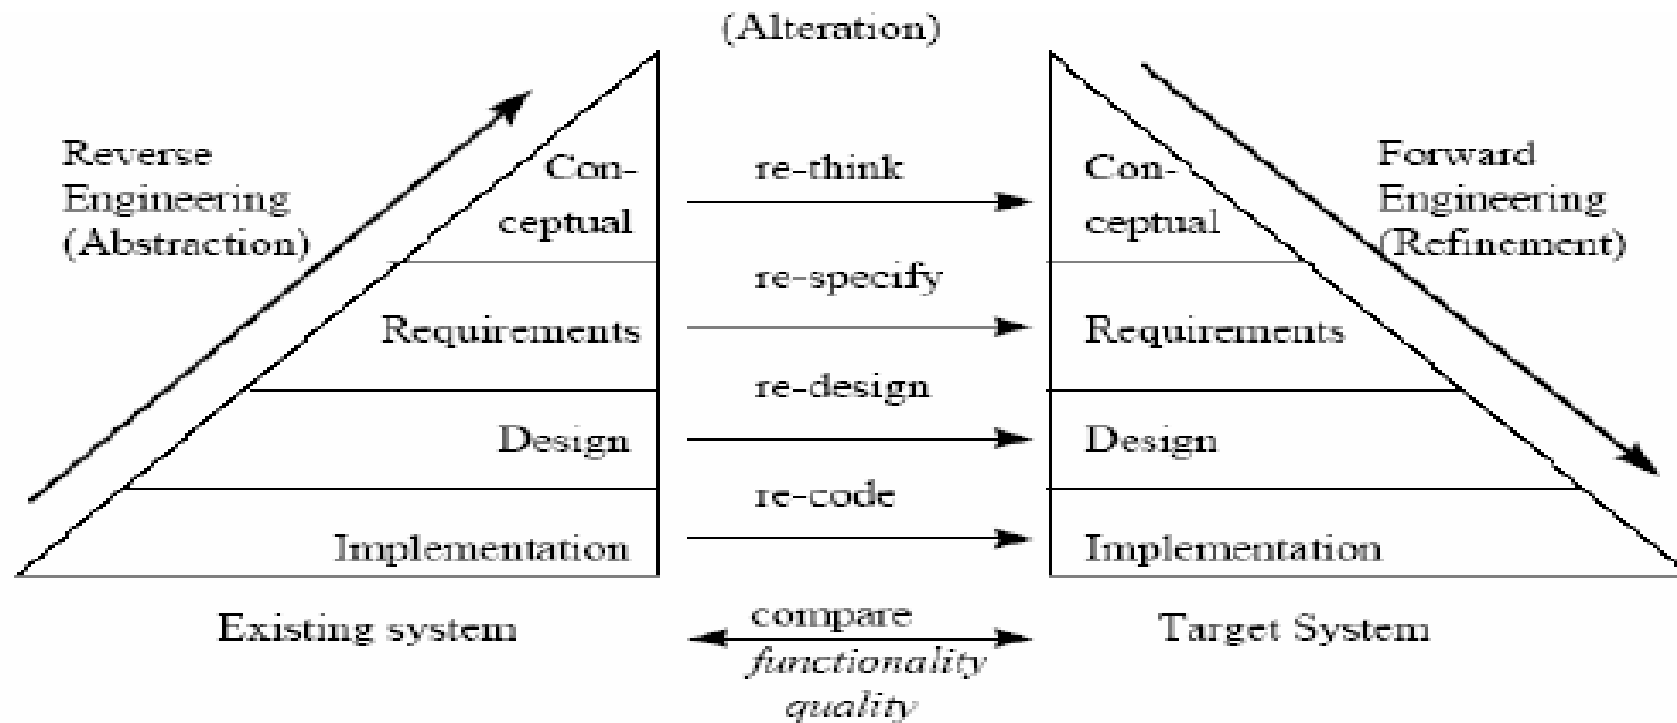 (Alteration)
Reverse
Engineering
(Abstraction)
Con-
ceptual
Requirements
Design
Implementation
Existing system
re-think
re-specify
re-design
re-code
compare
functionality
quality
Con-
ceptual
Requirements
Design
Implementation
Target System
Forward
Engineering
(Refinement)